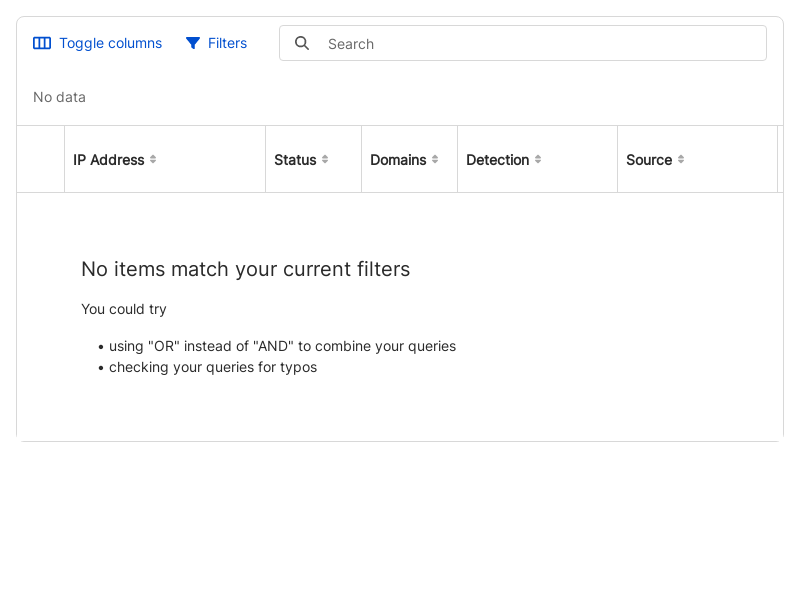 Toggle columns Filters Search
No data
IP Address Status Domains Detection Source
No items match your current filters
You could try
• using "OR" instead of "AND" to combine your queries
• checking your queries for typos